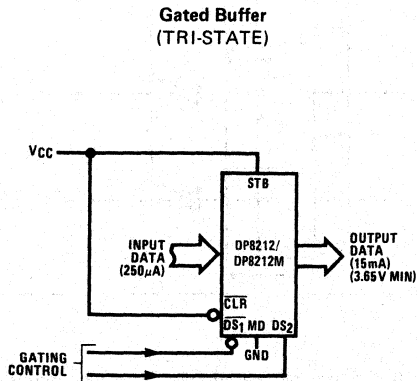 Gated Buffer
(TRI-STATE)
VCC
STB
INPUT
DATA
(250μA)
DP8212/
DP8212M
OUTPUT
DATA
(15mA)
(3.65V MIN)
CLR
DS1 MD DS2
GND
GATING
CONTROL